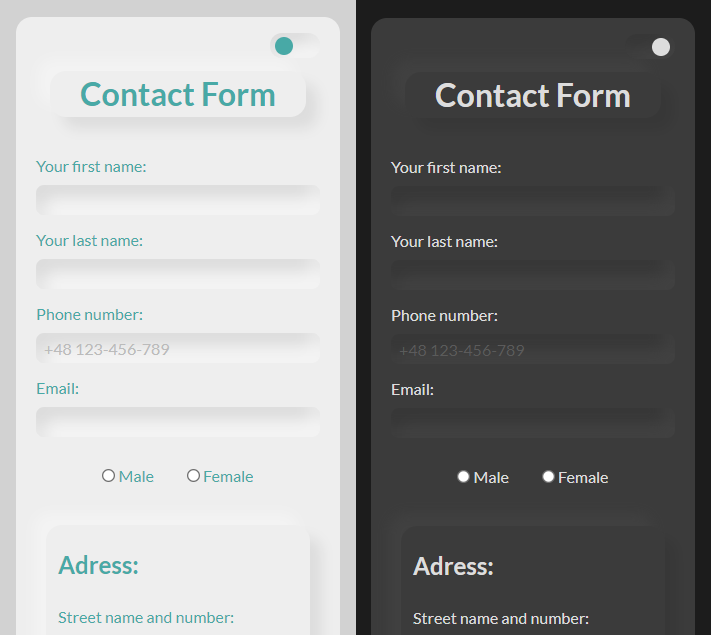 Contact Form
Your first name:
Your last name:
Phone number:
+48 123-456-789
Email:
Male Female
Adress:
Street name and number:
Contact Form
Your first name:
Your last name:
Phone number:
+48 123-456-789
Email:
Male Female
Adress:
Street name and number: